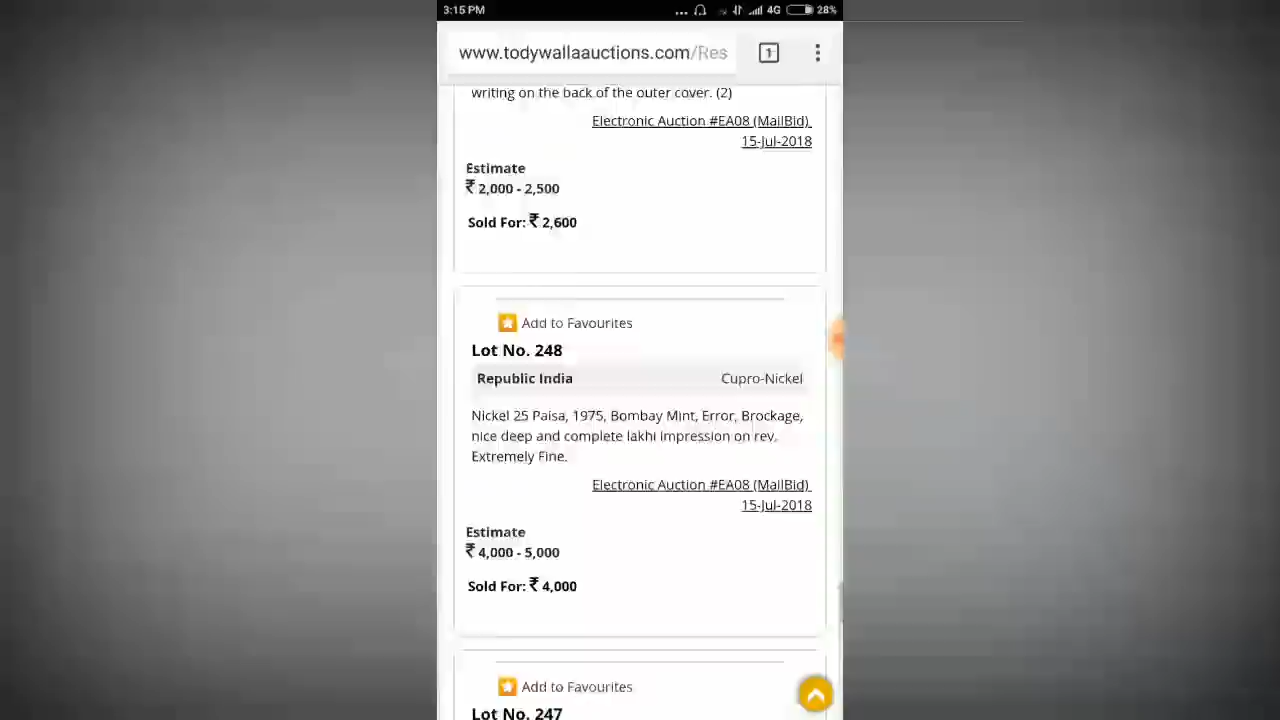 3:15 PM ... 4G 28%
www.todywallaauctions.com/Res 1
writing on the back of the outer cover. (2)
Electronic Auction #EA08 (MailBid)
15-Jul-2018
Estimate
₹ 2,000 - 2,500
Sold For: ₹ 2,600
Add to Favourites
Lot No. 248
Republic India Cupro-Nickel
Nickel 25 Paisa, 1975, Bombay Mint, Error, Brockage,
nice deep and complete lakhi impression on rev.
Extremely Fine.
Electronic Auction #EA08 (MailBid)
15-Jul-2018
Estimate
₹ 4,000 - 5,000
Sold For: ₹ 4,000
Add to Favourites
Lot No. 247